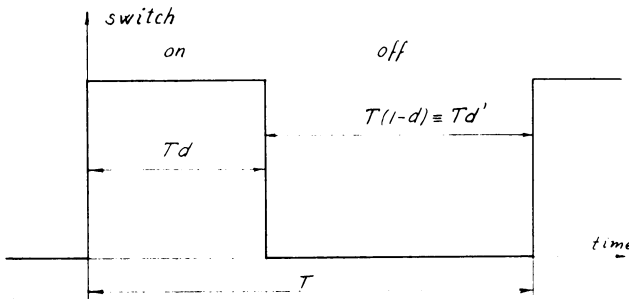 switch
on off
T(1-d) ≡ Td'
Td
time
T